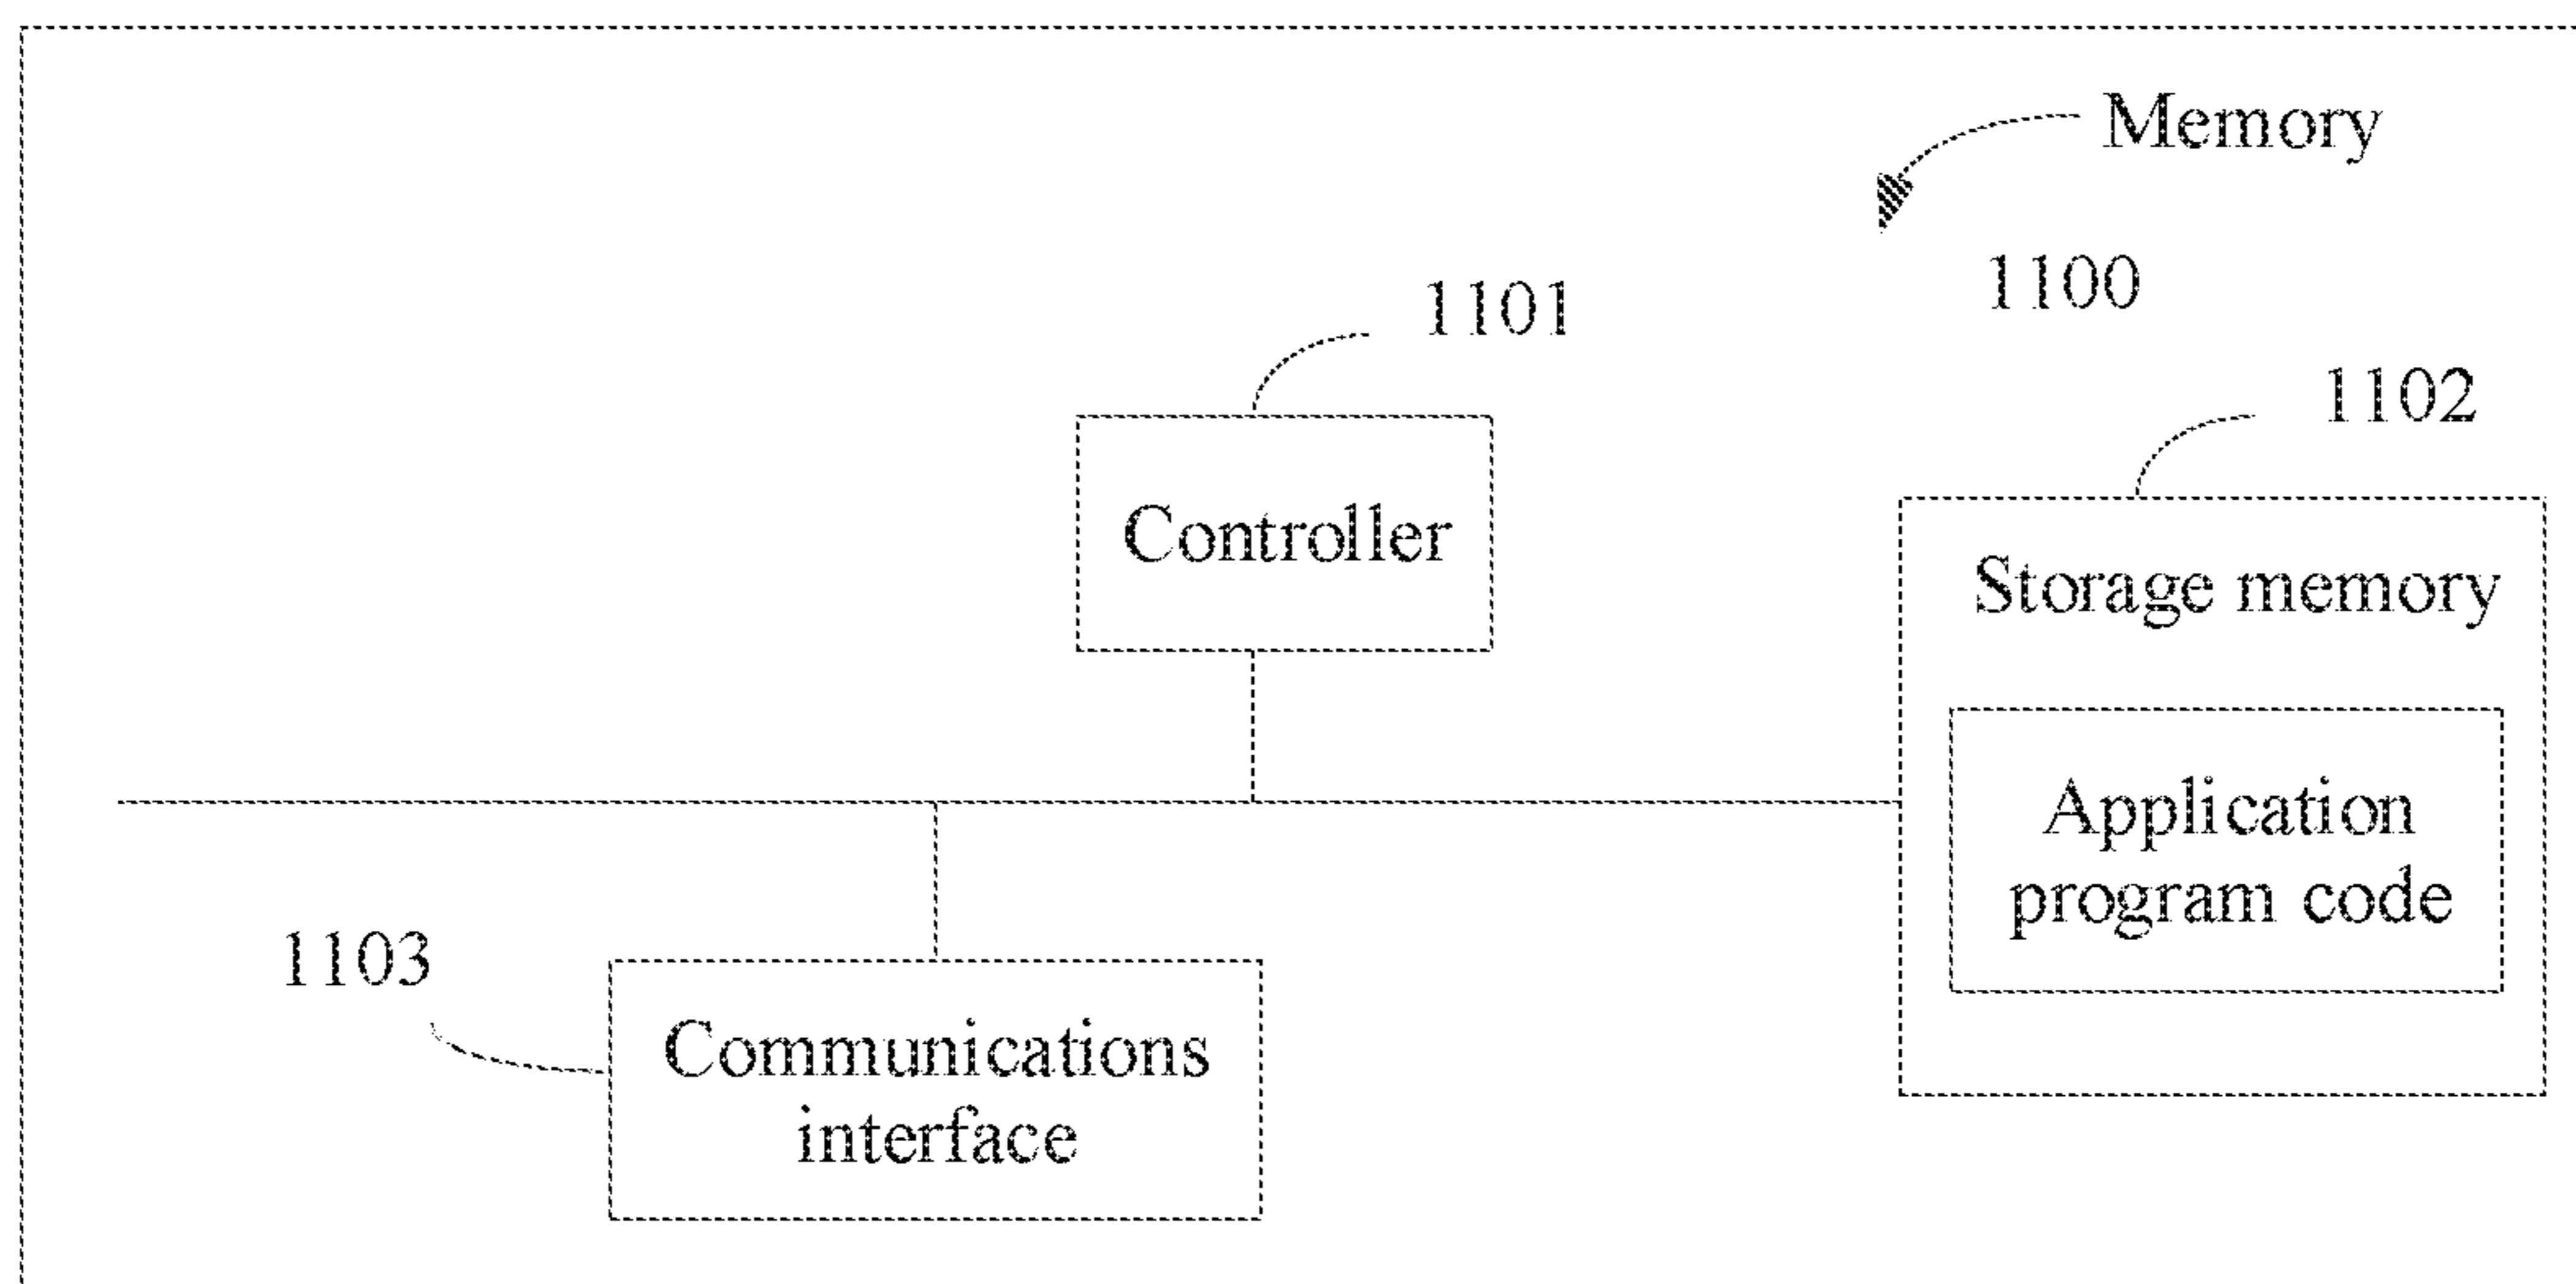 Memory
1100
1101
1102
Controller
Storage memory
Application
program code
1103
Communications
interface